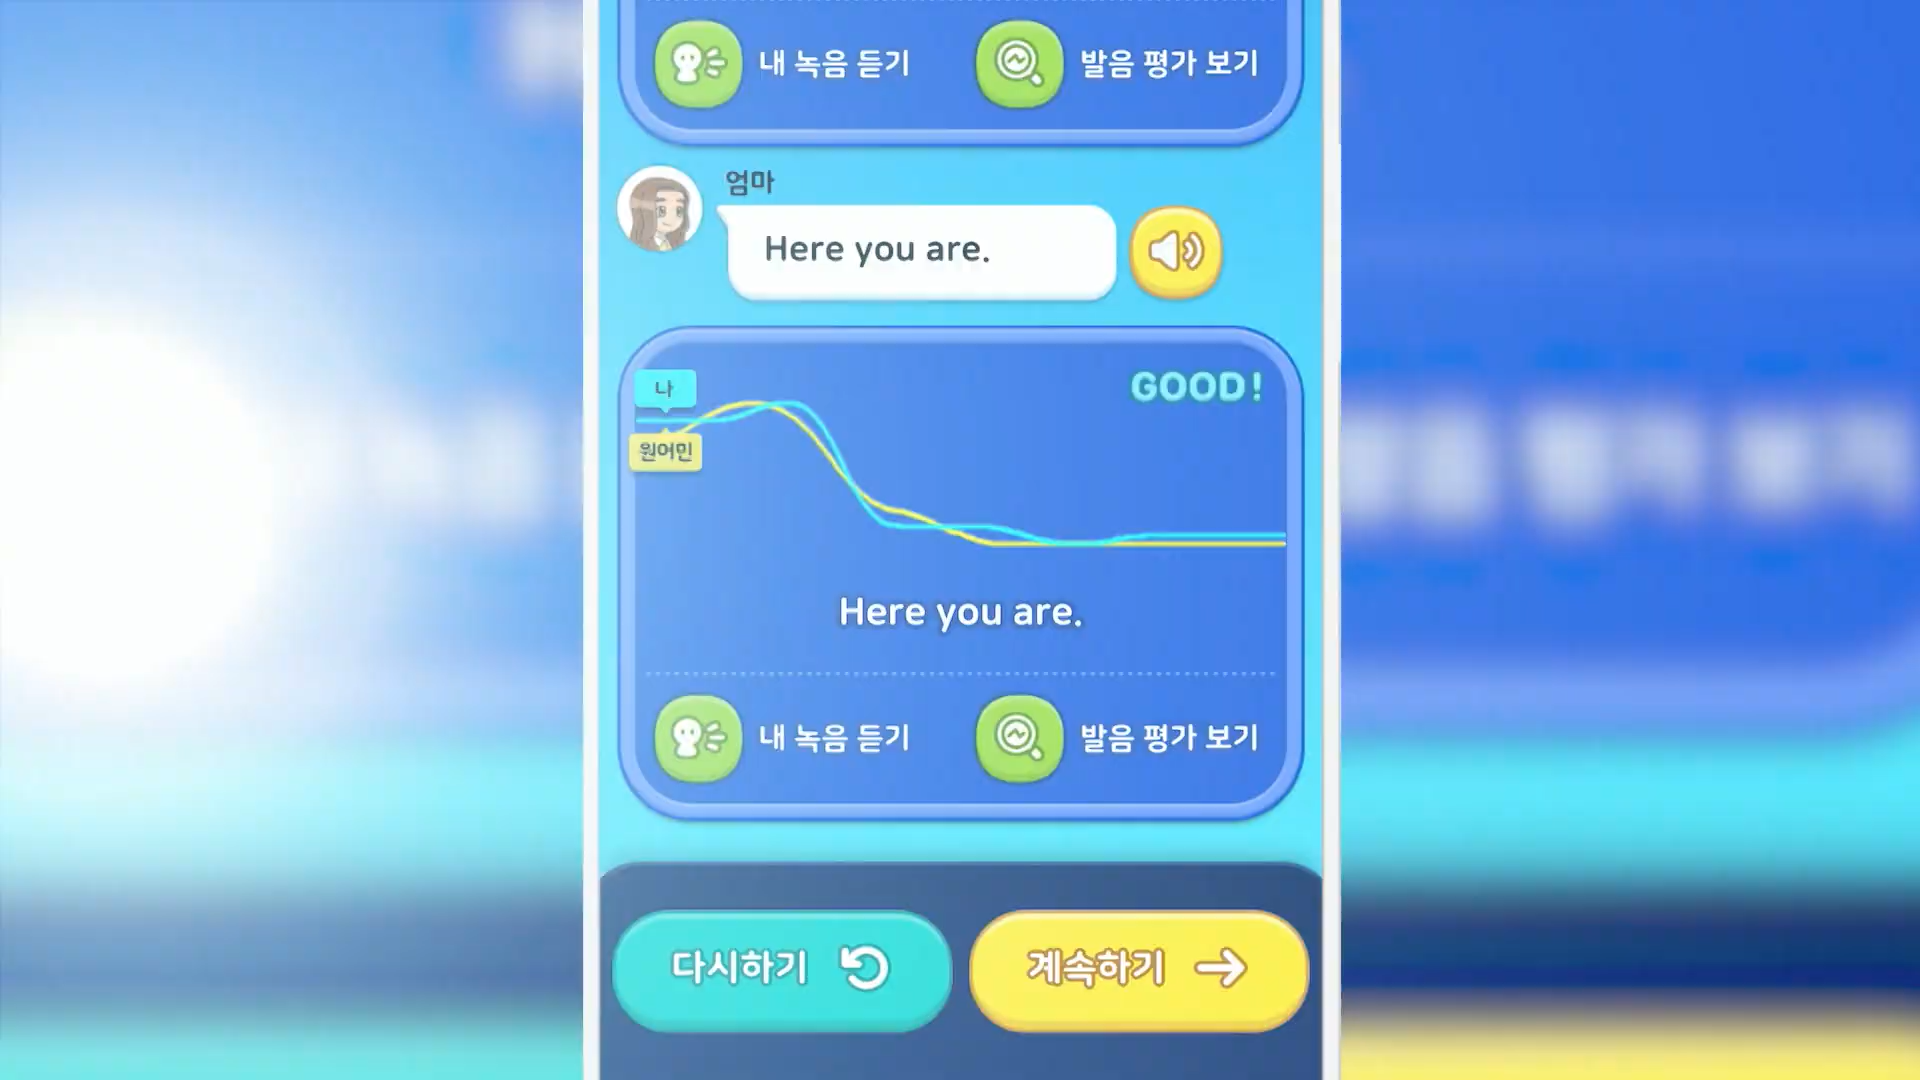 내 녹음 듣기
발음 평가 보기
엄마
Here you are.
나
GOOD!
원어민
Here you are.
내 녹음 듣기
발음 평가 보기
다시하기
계속하기